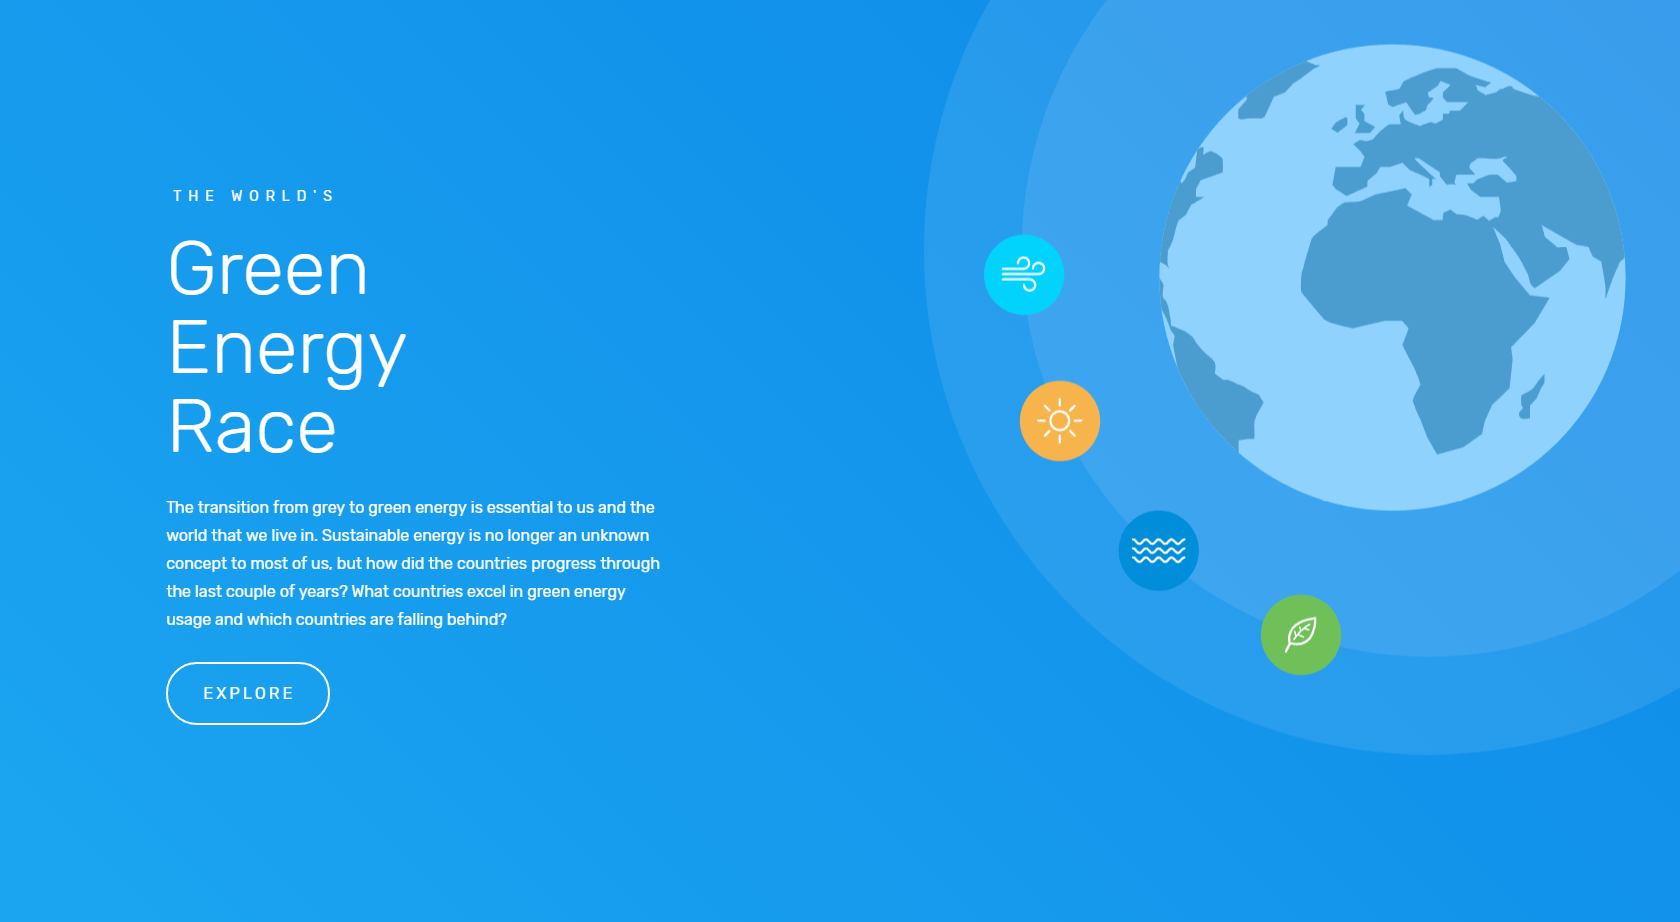 THE WORLD'S
Green
Energy
Race
The transition from grey to green energy is essential to us and the
world that we live in. Sustainable energy is no longer an unknown
concept to most of us, but how did the countries progress through
the last couple of years? What countries excel in green energy
usage and which countries are falling behind?
EXPLORE